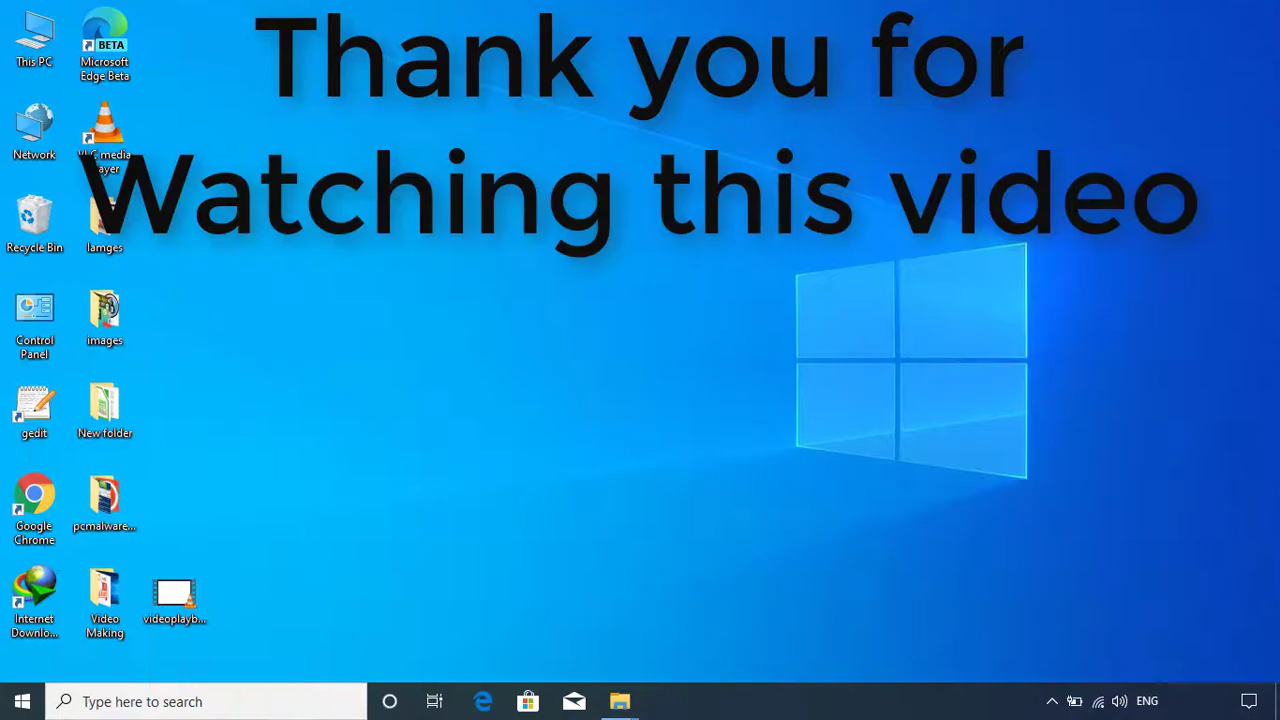 Thank you for
Watching this video
This PC
Microsoft
Edge Beta
BETA
Network
Recycle Bin
Iamges
Control
Panel
images
gedit
New folder
Google
Chrome
pcmalware...
Internet
Downlo...
Video
Making
videoplayb...
Type here to search
ENG